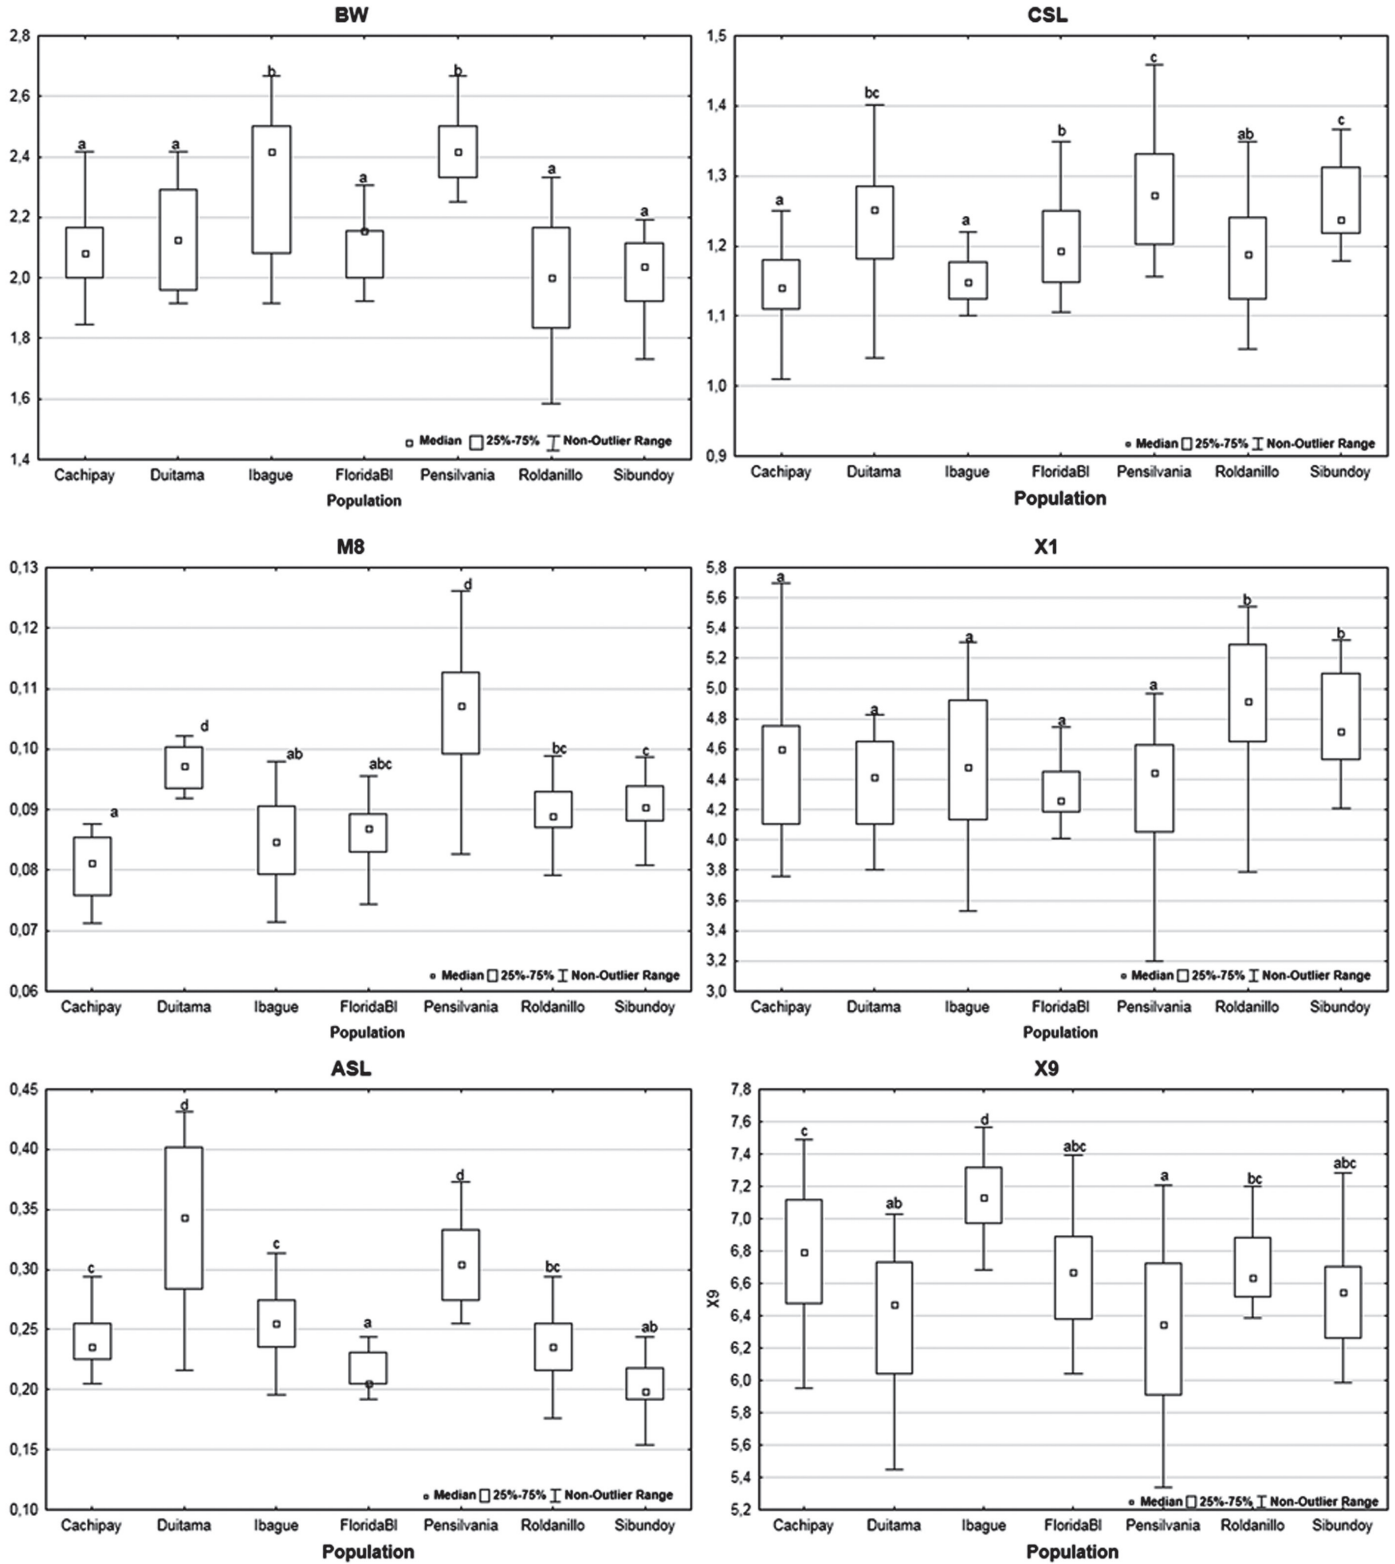 BW
2,8
2,6
2,4
2,2
2,0
1,8
1,6
1,4
a a b a b a a
Median 25%-75% Non-Outlier Range
Cachipay Duitama Ibague FloridaBl Pensilvania Roldanillo Sibundoy
Population
CSL
1,5
1,4
1,3
1,2
1,1
1,0
0,9
a bc a b c ab c
Median 25%-75% Non-Outlier Range
Cachipay Duitama Ibague FloridaBl Pensilvania Roldanillo Sibundoy
Population
M8
0,13
0,12
0,11
0,10
0,09
0,08
0,07
0,06
a d ab abc d bc c
Median 25%-75% Non-Outlier Range
Cachipay Duitama Ibague FloridaBl Pensilvania Roldanillo Sibundoy
Population
X1
5,8
5,6
5,4
5,2
5,0
4,8
4,6
4,4
4,2
4,0
3,8
3,6
3,4
3,2
3,0
a a a a a b b
Median 25%-75% Non-Outlier Range
Cachipay Duitama Ibague FloridaBl Pensilvania Roldanillo Sibundoy
Population
ASL
0,45
0,40
0,35
0,30
0,25
0,20
0,15
0,10
c d c a d bc ab
Median 25%-75% Non-Outlier Range
Cachipay Duitama Ibague FloridaBl Pensilvania Roldanillo Sibundoy
Population
X9
X9
7,8
7,6
7,4
7,2
7,0
6,8
6,6
6,4
6,2
6,0
5,8
5,6
5,4
5,2
c ab d abc a bc abc
Median 25%-75% Non-Outlier Range
Cachipay Duitama Ibague FloridaBl Pensilvania Roldanillo Sibundoy
Population